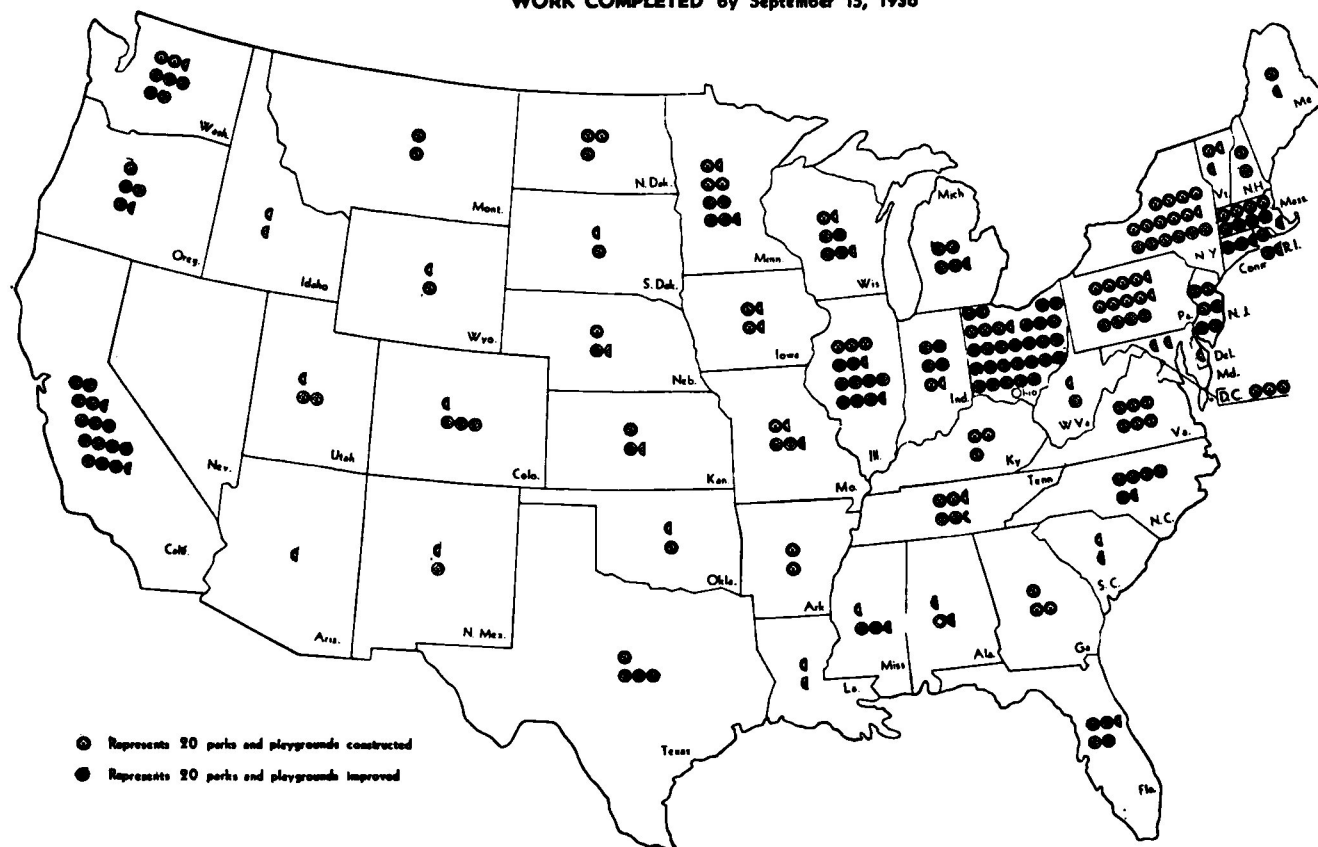 WORK COMPLETED by September 15, 1936
Wash.
Oreg.
Calif.
Idaho
Nev.
Mont.
Wyo.
Utah
Ariz.
Colo.
N. Mex.
N. Dak.
S. Dak.
Neb.
Kan.
Okla.
Texas
Minn
Iowa
Mo.
Ark
La.
Wis
Ill.
Mich
Ind.
Ohio
Ky
Tenn
Miss
Ala.
Ga
Fla.
S.C.
N.C.
Va.
W.Va
D.C.
Md.
Del.
Pa.
N.J.
N Y
Conn
R.I.
Mass
Vt.
N.H.
Me
Represents 20 parks and playgrounds constructed
Represents 20 parks and playgrounds improved